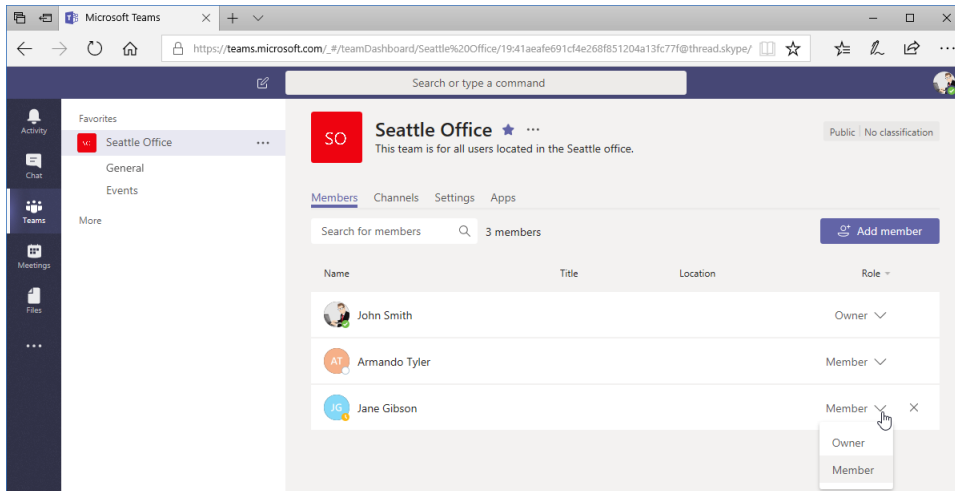 Microsoft Teams
https://teams.microsoft.com/_#/teamDashboard/Seattle%20Office/19:41aeafe691cf4e268f851204a13fc77f@thread.skype/
Search or type a command
Activity
Chat
Teams
Meetings
Files
Favorites
SO Seattle Office
General
Events
More
SO
Seattle Office
This team is for all users located in the Seattle office.
Public No classification
Members Channels Settings Apps
Search for members 3 members Add member
Name Title Location Role
John Smith Owner
AT Armando Tyler Member
JG Jane Gibson Member
Owner
Member